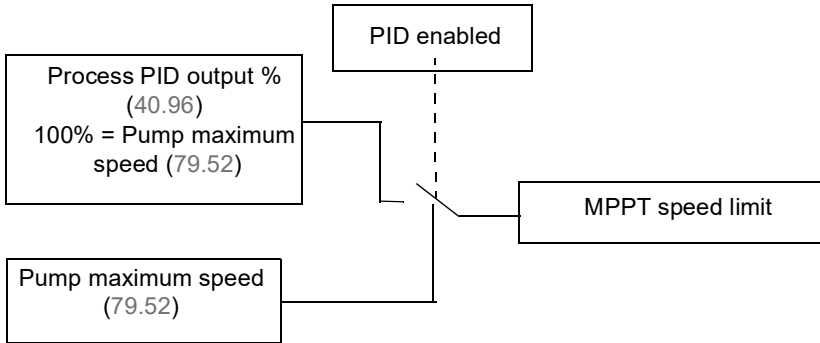 PID enabled
Process PID output %
(40.96)
100% = Pump maximum
speed (79.52)
MPPT speed limit
Pump maximum speed
(79.52)